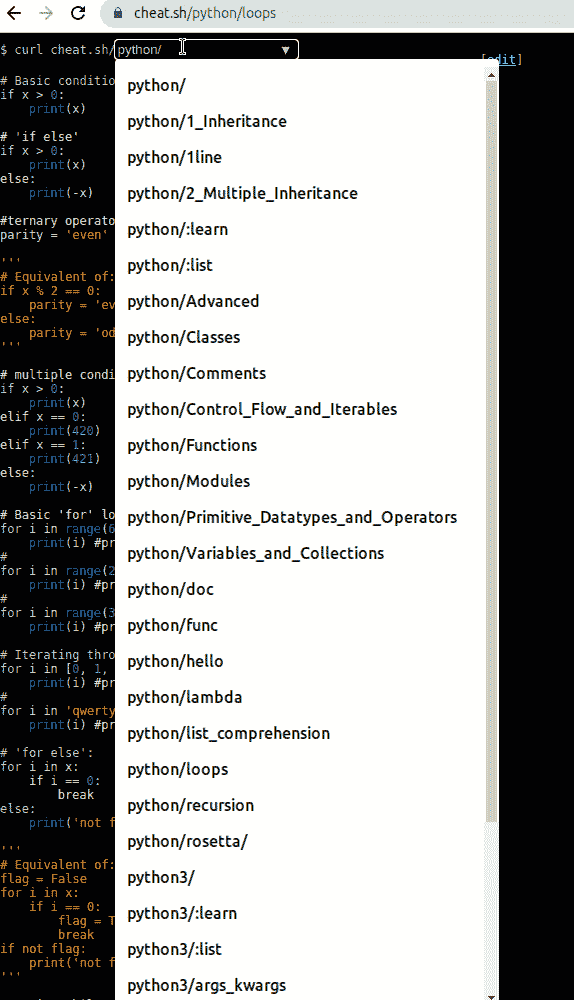 cheat.sh/python/loops
$ curl cheat.sh/ python/ ▼
[edit]
# Basic conditio
if x > 0:
print(x)
# 'if else'
if x > 0:
print(x)
else:
print(-x)
#ternary operato
parity = 'even'
'''
# Equivalent of:
if x % 2 == 0:
parity = 'ev
else:
parity = 'od
'''
# multiple condi
if x > 0:
print(x)
elif x == 0:
print(420)
elif x == 1:
print(421)
else:
print(-x)
# Basic 'for' lo
for i in range(6
print(i) #pr
#
for i in range(2
print(i) #pr
#
for i in range(3
print(i) #pr
# Iterating thro
for i in [0, 1,
print(i) #pr
#
for i in 'qwerty
print(i) #pr
# 'for else':
for i in x:
if i == 0:
break
else:
print('not f
'''
# Equivalent of:
flag = False
for i in x:
if i == 0:
flag = T
break
if not flag:
print('not f
'''
python/
python/1_Inheritance
python/1line
python/2_Multiple_Inheritance
python/:learn
python/:list
python/Advanced
python/Classes
python/Comments
python/Control_Flow_and_Iterables
python/Functions
python/Modules
python/Primitive_Datatypes_and_Operators
python/Variables_and_Collections
python/doc
python/func
python/hello
python/lambda
python/list_comprehension
python/loops
python/recursion
python/rosetta/
python3/
python3/:learn
python3/:list
python3/args_kwargs